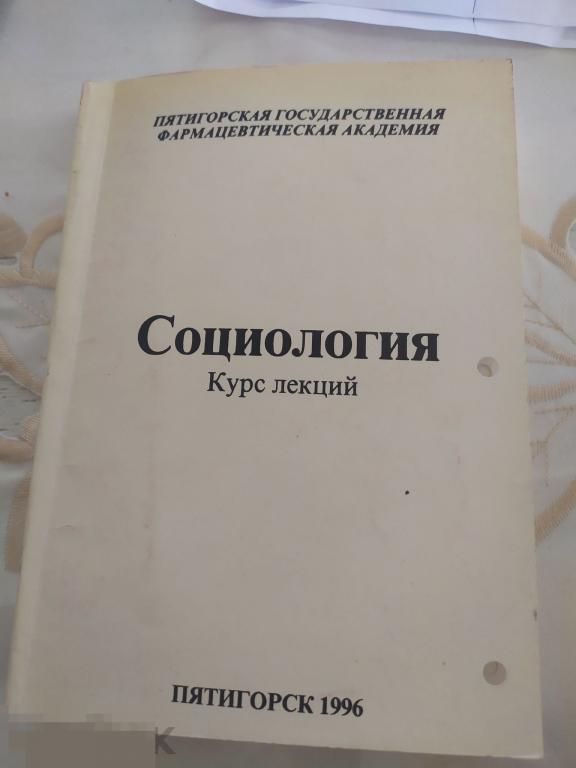 ПЯТИГОРСКАЯ ГОСУДАРСТВЕННАЯ
ФАРМАЦЕВТИЧЕСКАЯ АКАДЕМИЯ
Социология
Курс лекций
ПЯТИГОРСК 1996